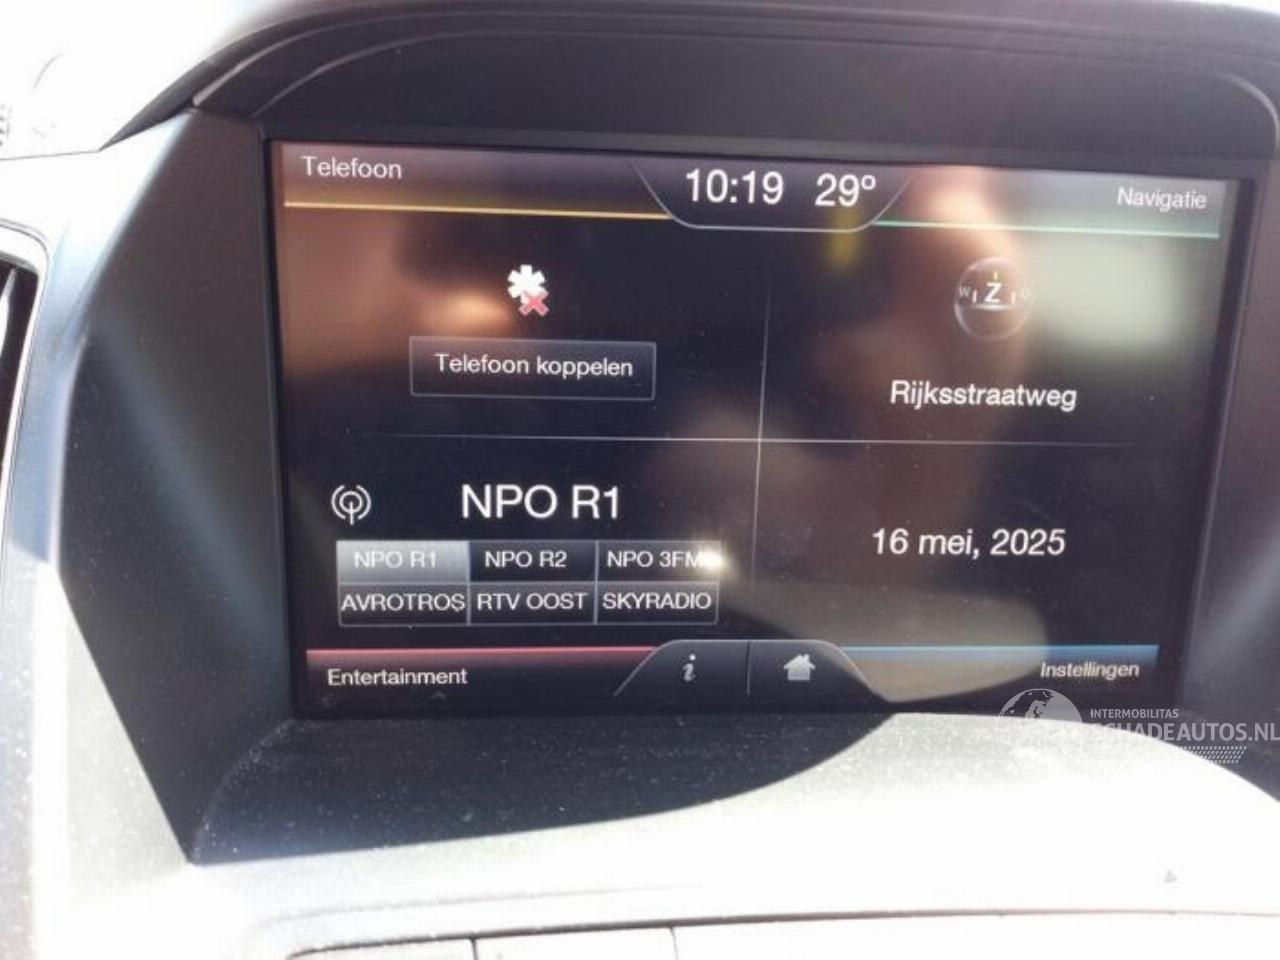 Telefoon
10:19 29°
Navigatie
W Z O
Telefoon koppelen
Rijksstraatweg
NPO R1
16 mei, 2025
NPO R1 NPO R2 NPO 3FM
AVROTROS RTV OOST SKYRADIO
Entertainment
i
Instellingen
INTERMOBILITAS
SCHADEAUTOS.NL